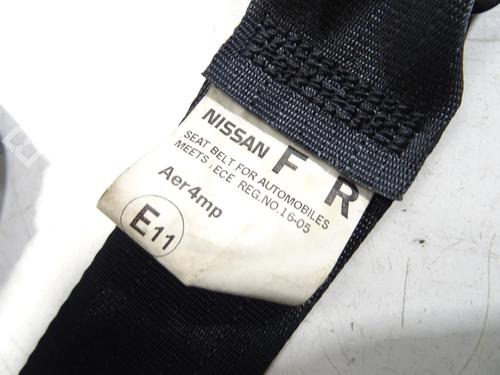 NISSAN F R
SEAT BELT FOR AUTOMOBILES
MEETS : ECE REG.NO.16-05
Aer4mp
E11